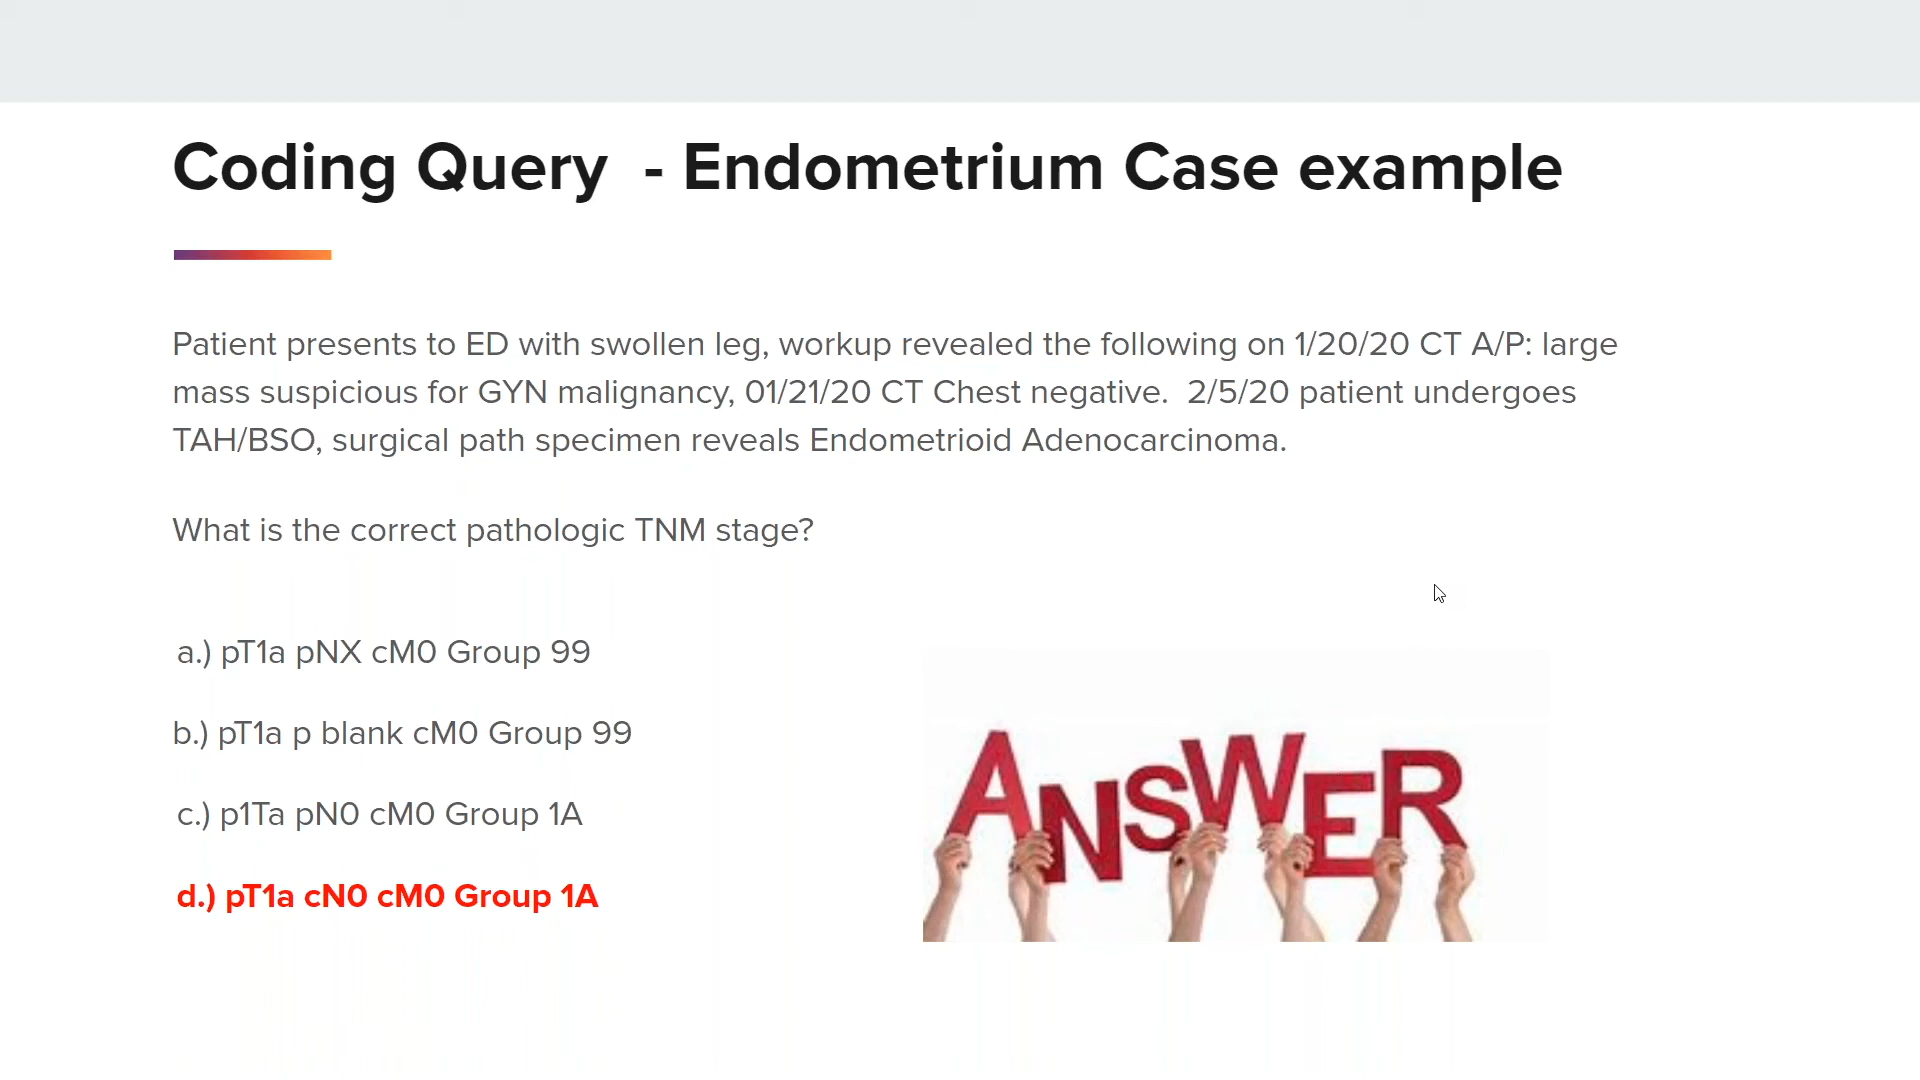 Coding Query - Endometrium Case example
Patient presents to ED with swollen leg, workup revealed the following on 1/20/20 CT A/P: large
mass suspicious for GYN malignancy, 01/21/20 CT Chest negative. 2/5/20 patient undergoes
TAH/BSO, surgical path specimen reveals Endometrioid Adenocarcinoma.
What is the correct pathologic TNM stage?
a.) pT1a pNX cM0 Group 99
b.) pT1a p blank cM0 Group 99
c.) p1Ta pN0 cM0 Group 1A
d.) pT1a cN0 cM0 Group 1A
ANSWER